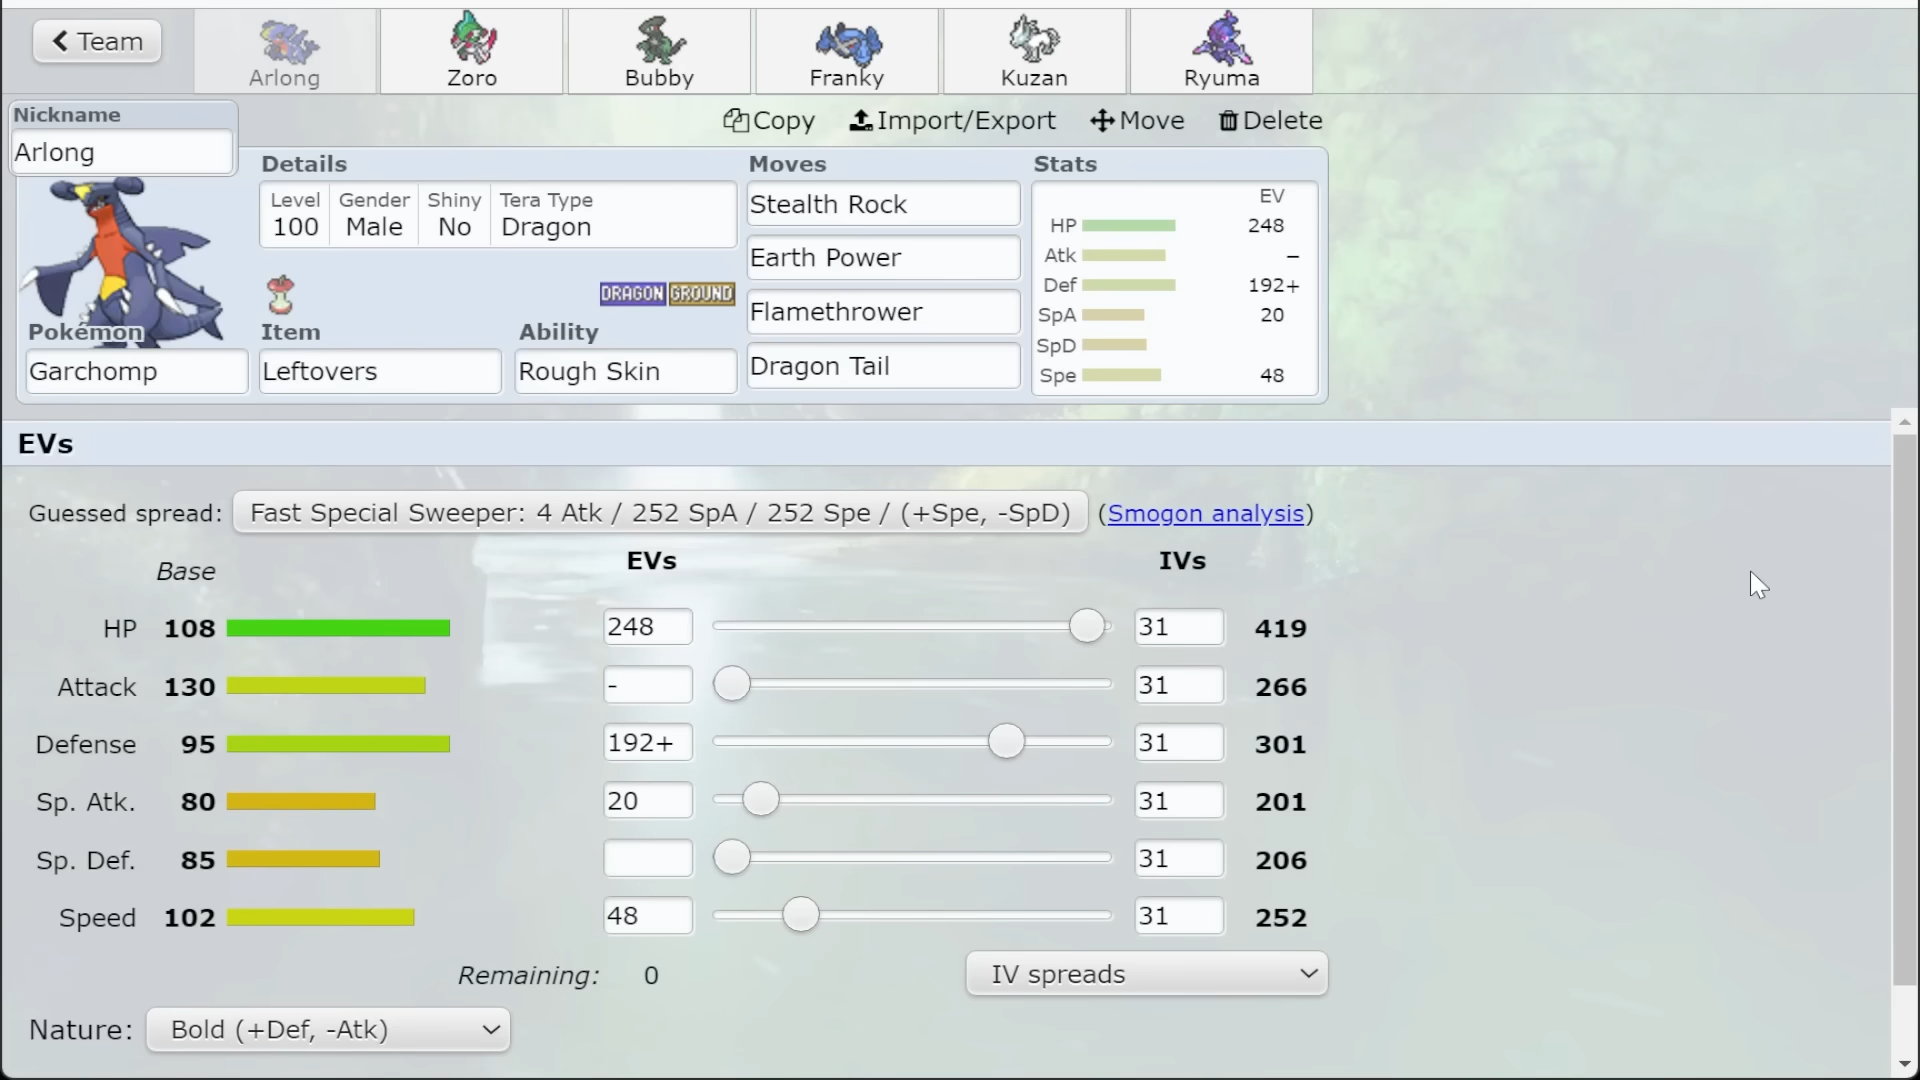 Team
Arlong
Zoro
Bubby
Franky
Kuzan
Ryuma
Nickname
Arlong
Copy
Import/Export
Move
Delete
Pokémon
Garchomp
Details
Level
100
Gender
Male
Shiny
No
Tera Type
Dragon
DRAGON GROUND
Item
Leftovers
Ability
Rough Skin
Moves
Stealth Rock
Earth Power
Flamethrower
Dragon Tail
Stats
EV
HP 248
Atk –
Def 192+
SpA 20
SpD
Spe 48
EVs
Guessed spread: Fast Special Sweeper: 4 Atk / 252 SpA / 252 Spe / (+Spe, -SpD) (Smogon analysis)
Base EVs IVs
HP 108 248 31 419
Attack 130 - 31 266
Defense 95 192+ 31 301
Sp. Atk. 80 20 31 201
Sp. Def. 85 31 206
Speed 102 48 31 252
Remaining: 0 IV spreads
Nature: Bold (+Def, -Atk)